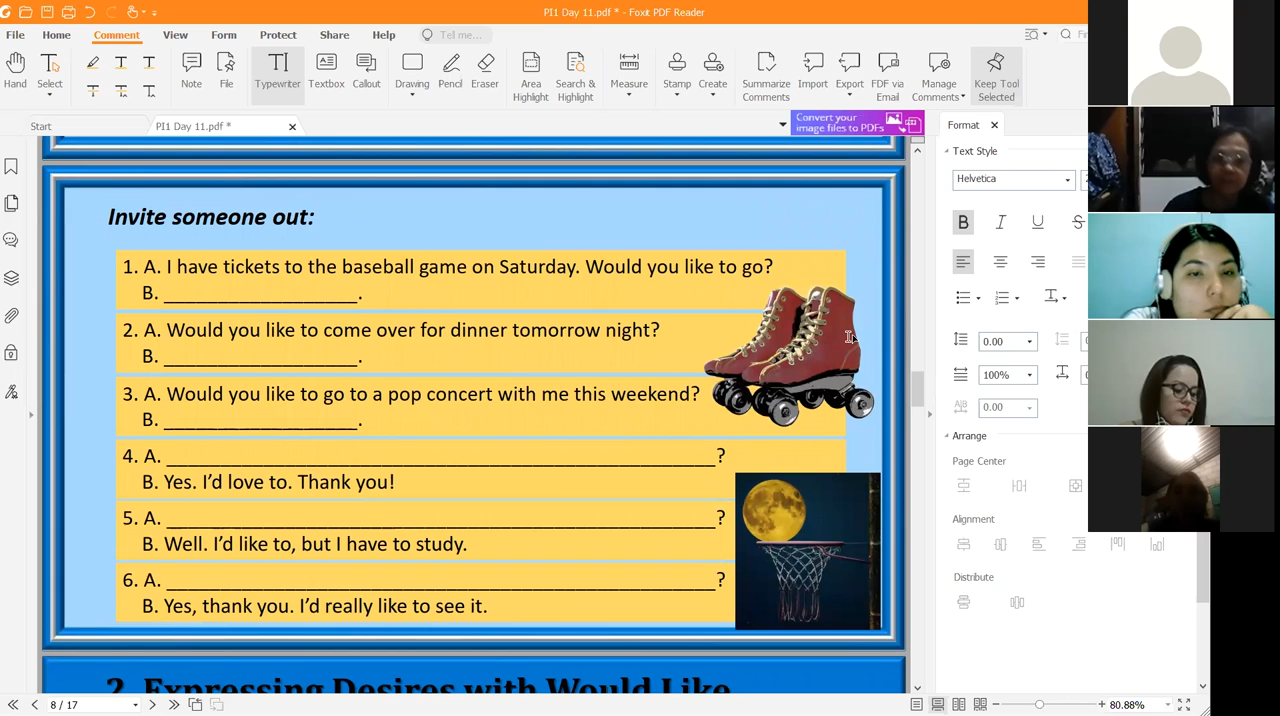 PI1 Day 11.pdf * - Foxit PDF Reader
File Home Comment View Form Protect Share Help Tell me...
Hand Select Note File Typewriter Textbox Callout Drawing Pencil Eraser Area Highlight Search & Highlight Measure Stamp Create Summarize Comments Import Export FDF via Email Manage Comments Keep Tool Selected
Start PI1 Day 11.pdf *
Convert your
image files to PDFs
Invite someone out:
1. A. I have tickets to the baseball game on Saturday. Would you like to go?
B. __________________.
2. A. Would you like to come over for dinner tomorrow night?
B. __________________.
3. A. Would you like to go to a pop concert with me this weekend?
B. __________________.
4. A. ___________________________________________________?
B. Yes. I'd love to. Thank you!
5. A. ___________________________________________________?
B. Well. I'd like to, but I have to study.
6. A. ___________________________________________________?
B. Yes, thank you. I'd really like to see it.
2. Expressing Desires with Would Like
Format
Text Style
Helvetica
B I U S
0.00
100%
0.00
Arrange
Page Center
Alignment
Distribute
8 / 17
80.88%